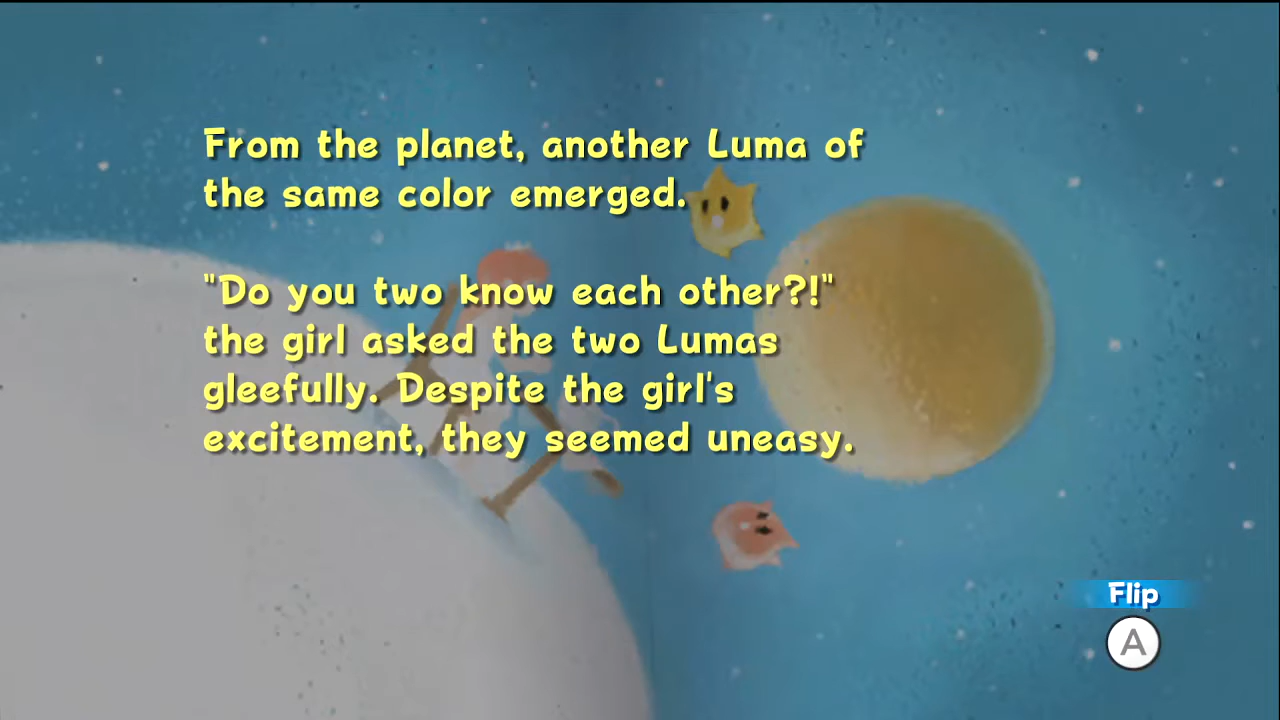 From the planet, another Luma of
the same color emerged.
"Do you two know each other?!"
the girl asked the two Lumas
gleefully. Despite the girl's
excitement, they seemed uneasy.
Flip
A